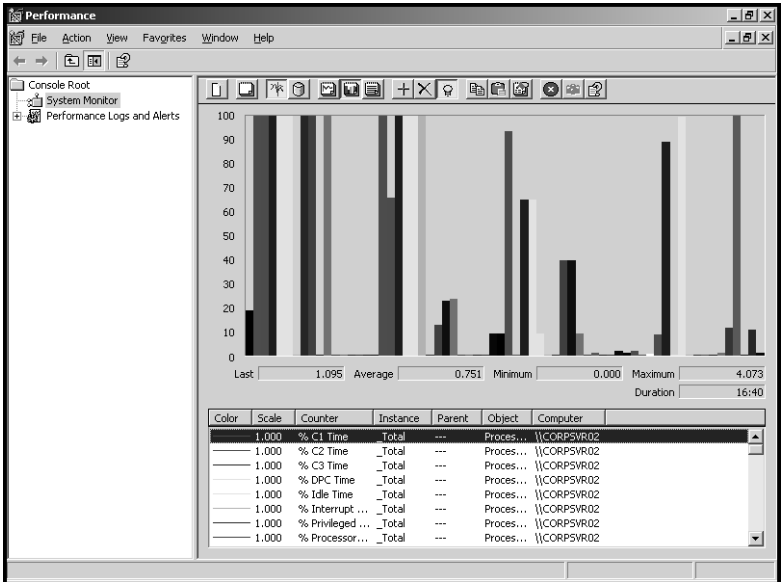 Performance
File Action View Favorites Window Help
Console Root
System Monitor
Performance Logs and Alerts
100
90
80
70
60
50
40
30
20
10
0
Last 1.095 Average 0.751 Minimum 0.000 Maximum 4.073
Duration 16:40
Color Scale Counter Instance Parent Object Computer
1.000 % C1 Time _Total --- Proces... \\CORPSVR02
1.000 % C2 Time _Total --- Proces... \\CORPSVR02
1.000 % C3 Time _Total --- Proces... \\CORPSVR02
1.000 % DPC Time _Total --- Proces... \\CORPSVR02
1.000 % Idle Time _Total --- Proces... \\CORPSVR02
1.000 % Interrupt ... _Total --- Proces... \\CORPSVR02
1.000 % Privileged ... _Total --- Proces... \\CORPSVR02
1.000 % Processor... _Total --- Proces... \\CORPSVR02